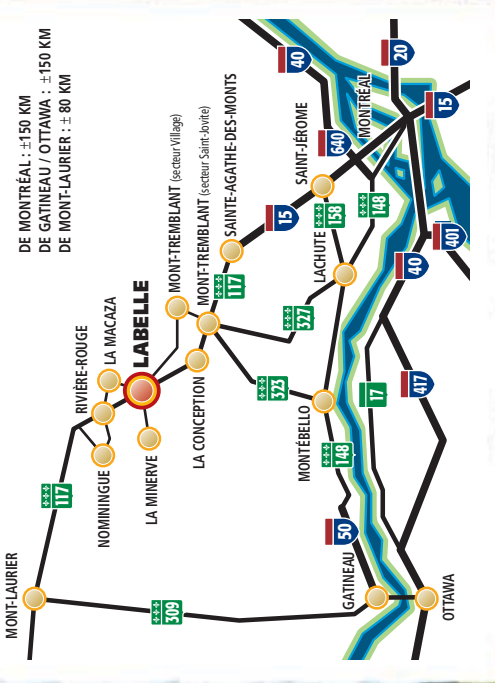 DE MONTRÉAL : ±150 KM
DE GATINEAU / OTTAWA : ±150 KM
DE MONT-LAURIER : ± 80 KM
MONT-LAURIER
117
309
NOMININGUE
RIVIÈRE-ROUGE
LA MACAZA
LABELLE
LA MINERVE
LA CONCEPTION
MONT-TREMBLANT (secteur Village)
MONT-TREMBLANT (secteur Saint-Jovite)
117
SAINTE-AGATHE-DES-MONTS
15
323
327
SAINT-JÉROME
158
LACHUTE
148
640
40
MONTRÉAL
20
15
MONTÉBELLO
148
50
GATINEAU
OTTAWA
17
417
40
401